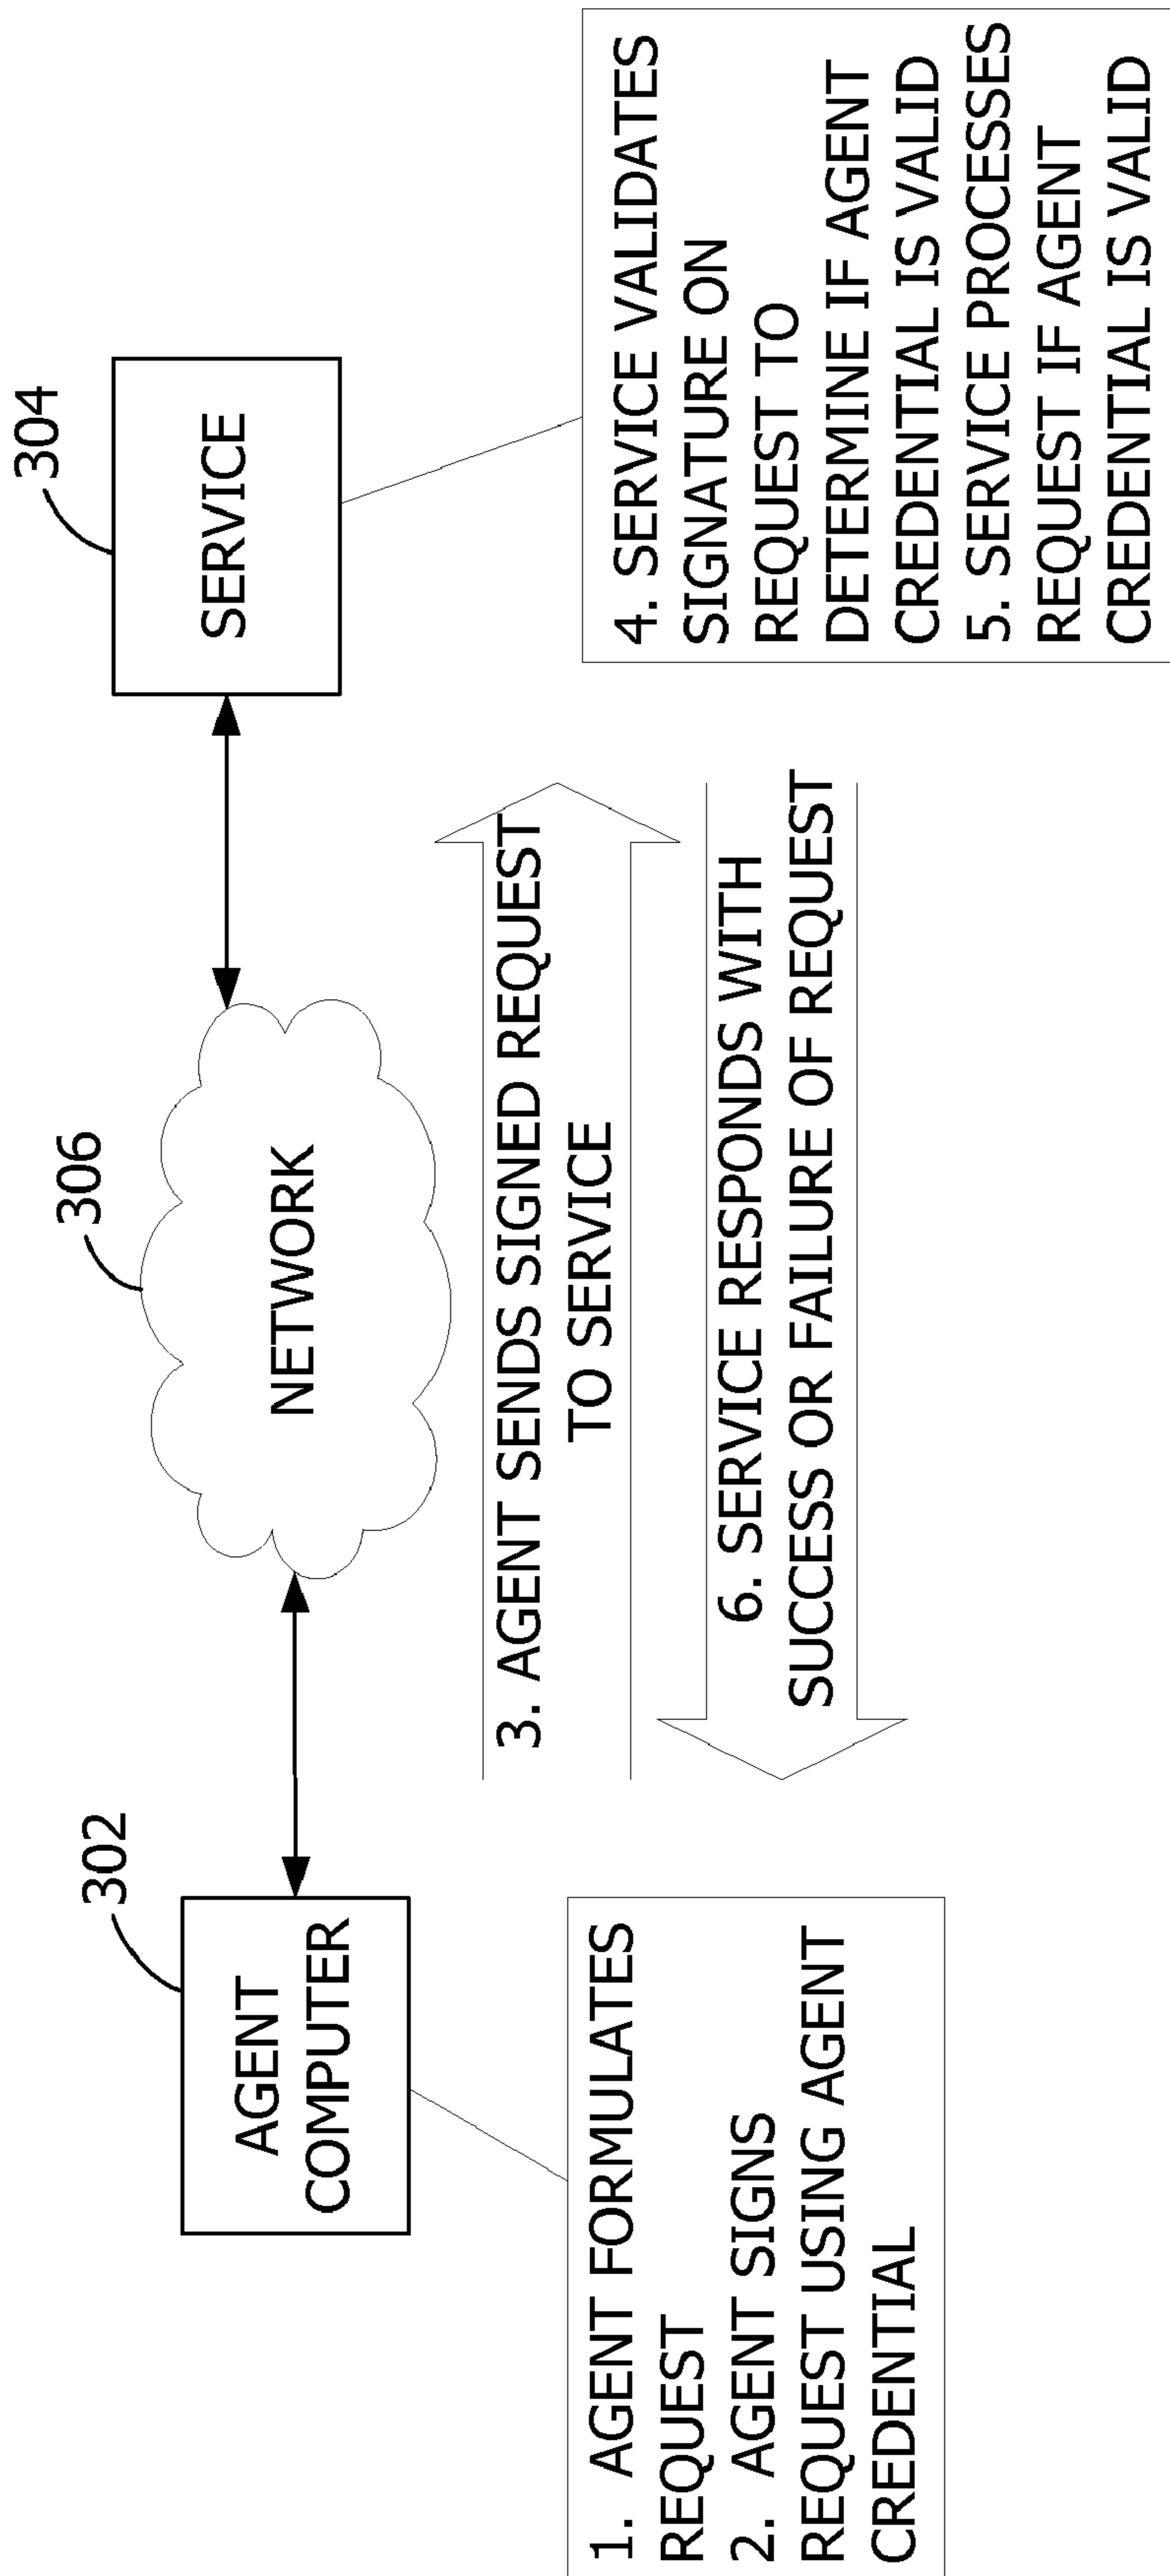 302
AGENT
COMPUTER
306
NETWORK
304
SERVICE
1. AGENT FORMULATES
REQUEST
2. AGENT SIGNS
REQUEST USING AGENT
CREDENTIAL
3. AGENT SENDS SIGNED REQUEST
TO SERVICE
6. SERVICE RESPONDS WITH
SUCCESS OR FAILURE OF REQUEST
4. SERVICE VALIDATES
SIGNATURE ON
REQUEST TO
DETERMINE IF AGENT
CREDENTIAL IS VALID
5. SERVICE PROCESSES
REQUEST IF AGENT
CREDENTIAL IS VALID